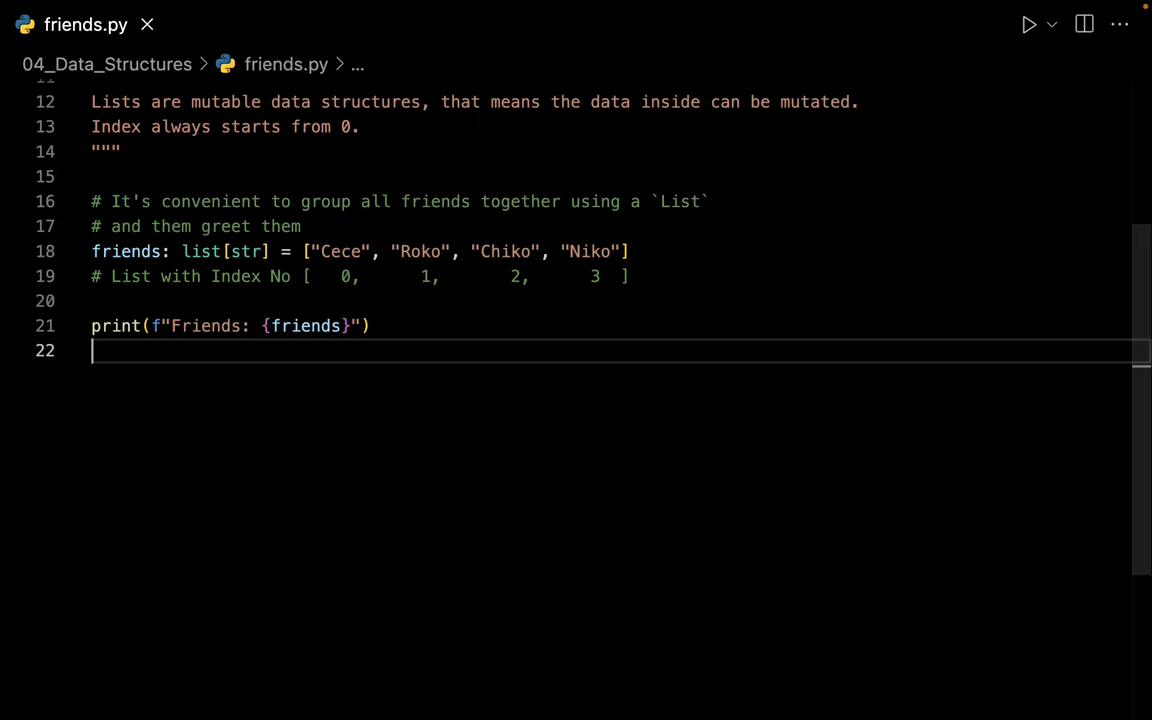 friends.py
04_Data_Structures > friends.py > ...
11
12 Lists are mutable data structures, that means the data inside can be mutated.
13 Index always starts from 0.
14 """
15
16 # It's convenient to group all friends together using a `List`
17 # and them greet them
18 friends: list[str] = ["Cece", "Roko", "Chiko", "Niko"]
19 # List with Index No [   0,      1,       2,      3  ]
20
21 print(f"Friends: {friends}")
22